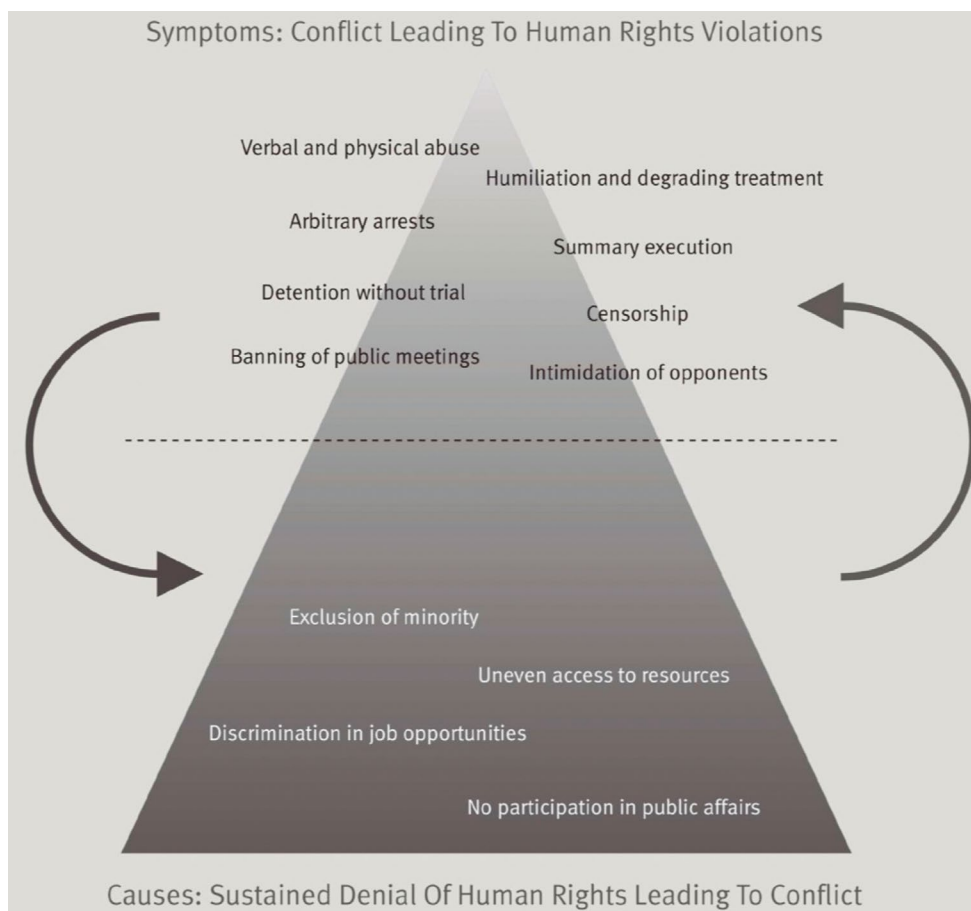 Symptoms: Conflict Leading To Human Rights Violations
Verbal and physical abuse
Humiliation and degrading treatment
Arbitrary arrests
Summary execution
Detention without trial
Censorship
Banning of public meetings
Intimidation of opponents
Exclusion of minority
Uneven access to resources
Discrimination in job opportunities
No participation in public affairs
Causes: Sustained Denial Of Human Rights Leading To Conflict